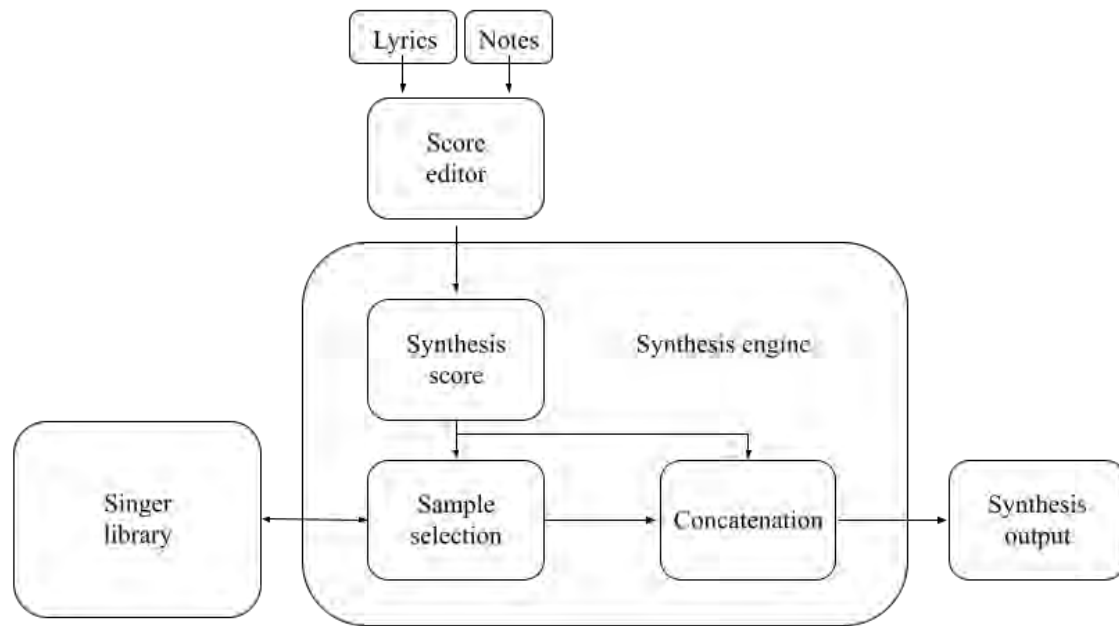 Lyrics
Notes
Score
editor
Synthesis
score
Synthesis engine
Singer
library
Sample
selection
Concatenation
Synthesis
output